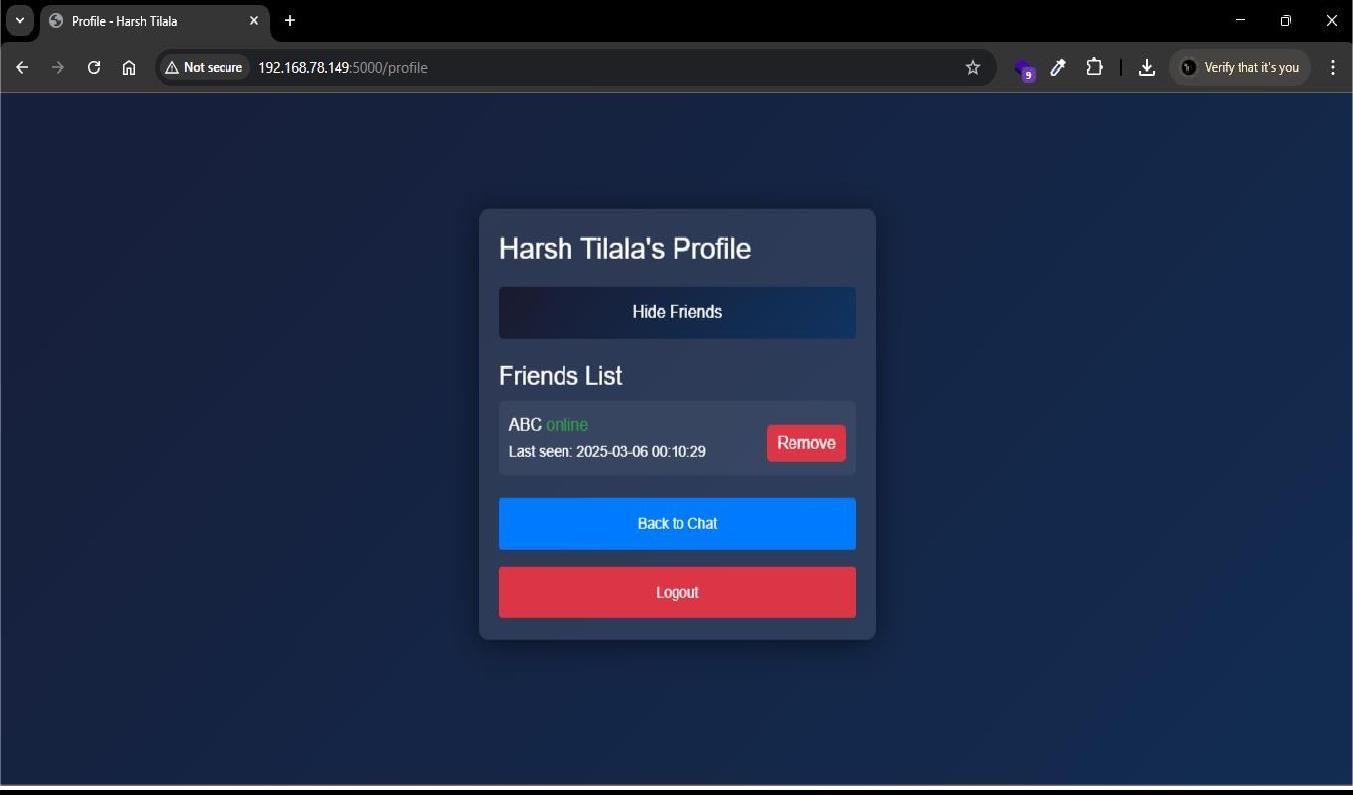 Profile - Harsh Tilala
Not secure
192.168.78.149:5000/profile
9
Verify that it's you
Harsh Tilala's Profile
Hide Friends
Friends List
ABC online
Last seen: 2025-03-06 00:10:29
Remove
Back to Chat
Logout